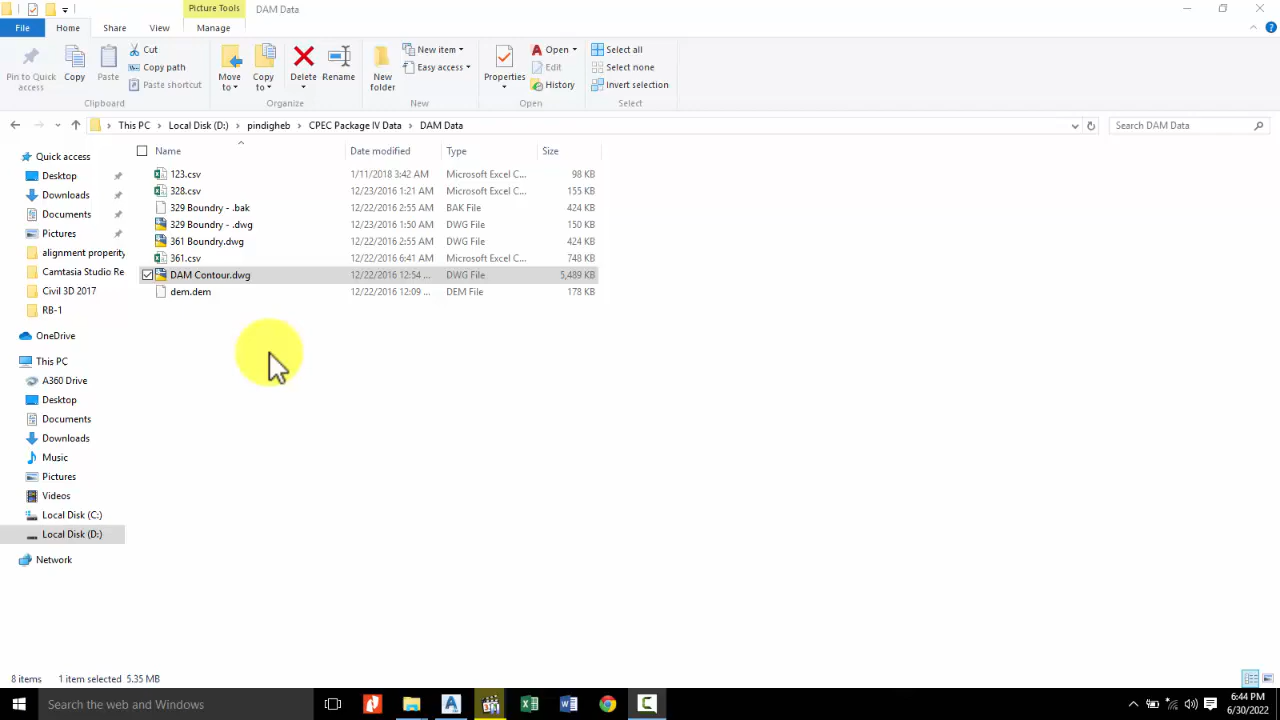 Picture Tools
DAM Data
File
Home
Share
View
Manage
Pin to Quick access
Copy
Paste
Cut
Copy path
Paste shortcut
Clipboard
Move to
Copy to
Delete
Rename
Organize
New folder
New item
Easy access
New
Properties
Open
Edit
History
Open
Select all
Select none
Invert selection
Select
This PC
Local Disk (D:)
pindigheb
CPEC Package IV Data
DAM Data
Search DAM Data
Name Date modified Type Size
123.csv 1/11/2018 3:42 AM Microsoft Excel C... 98 KB
328.csv 12/23/2016 1:21 AM Microsoft Excel C... 155 KB
329 Boundry - .bak 12/22/2016 2:55 AM BAK File 424 KB
329 Boundry - .dwg 12/23/2016 1:50 AM DWG File 150 KB
361 Boundry.dwg 12/22/2016 2:55 AM DWG File 424 KB
361.csv 12/22/2016 6:41 AM Microsoft Excel C... 748 KB
DAM Contour.dwg 12/22/2016 12:54 ... DWG File 5,489 KB
dem.dem 12/22/2016 12:09 ... DEM File 178 KB
Quick access
Desktop
Downloads
Documents
Pictures
alignment property
Camtasia Studio Re
Civil 3D 2017
RB-1
OneDrive
This PC
A360 Drive
Desktop
Documents
Downloads
Music
Pictures
Videos
Local Disk (C:)
Local Disk (D:)
Network
8 items 1 item selected 5.35 MB
Search the web and Windows
6:44 PM
6/30/2022